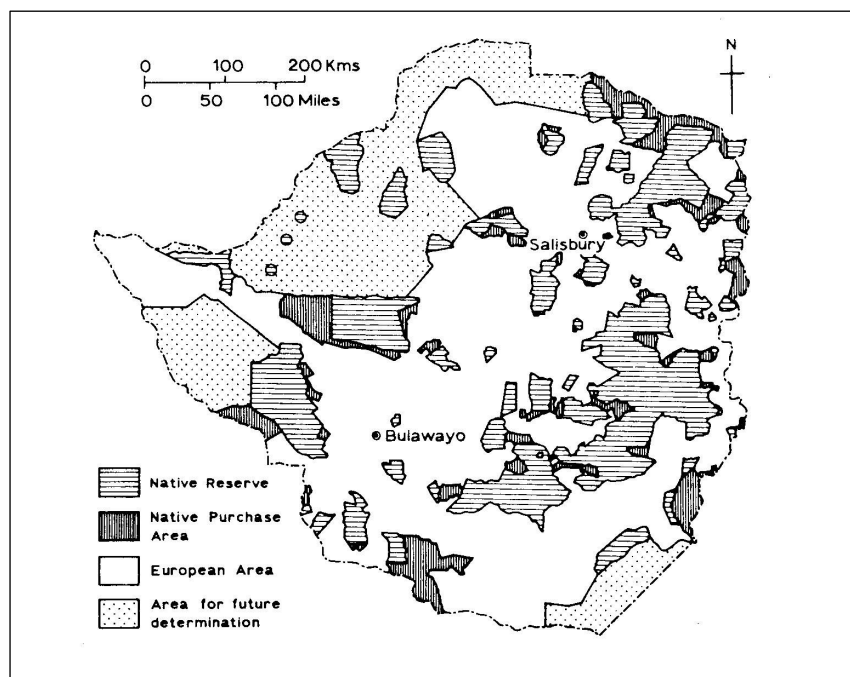 0 100 200 Kms
0 50 100 Miles
N
Salisbury
Bulawayo
Native Reserve
Native Purchase
Area
European Area
Area for future
determination